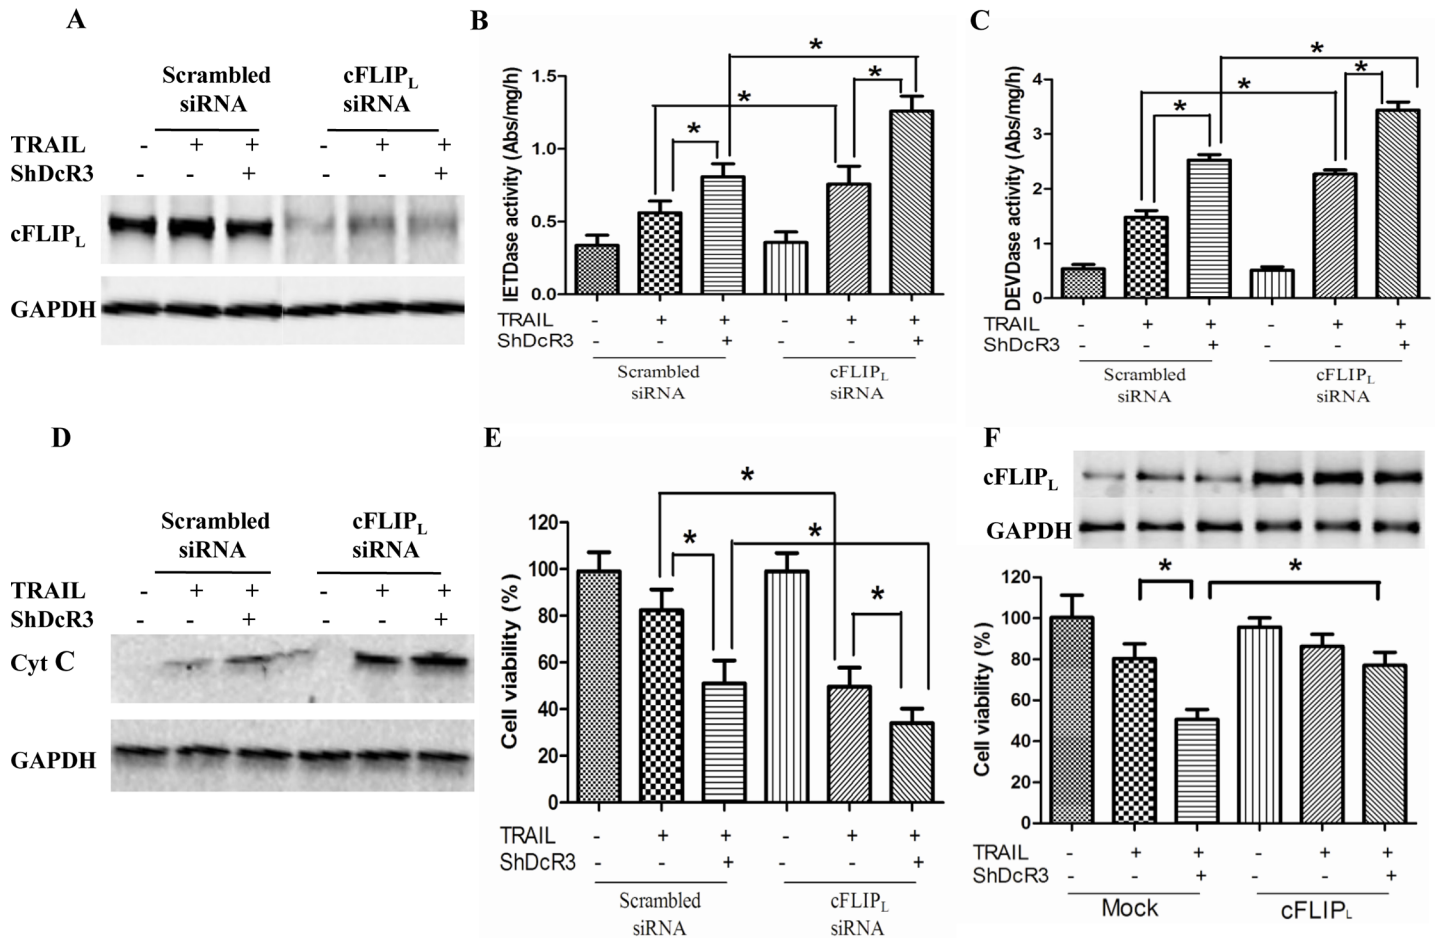 A
Scrambled siRNA
cFLIPL siRNA
TRAIL - + + - + +
ShDcR3 - - + - - +
cFLIPL
GAPDH
B
IETDase activity (Abs/mg/h)
1.5
1.0
0.5
0.0
* * * *
TRAIL - + + - + +
ShDcR3 - - + - - +
Scrambled siRNA
cFLIPL siRNA
C
DEVDase activity (Abs/mg/h)
4
3
2
1
0
* * * *
TRAIL - + + - + +
ShDcR3 - - + - - +
Scrambled siRNA
cFLIPL siRNA
D
Scrambled siRNA
cFLIPL siRNA
TRAIL - + + - + +
ShDcR3 - - + - - +
Cyt C
GAPDH
E
Cell viability (%)
120
100
80
60
40
20
0
* * * *
TRAIL - + + - + +
ShDcR3 - - + - - +
Scrambled siRNA
cFLIPL siRNA
F
cFLIPL
GAPDH
Cell viability (%)
120
100
80
60
40
20
0
* *
TRAIL - + + - + +
ShDcR3 - - + - - +
Mock
cFLIPL